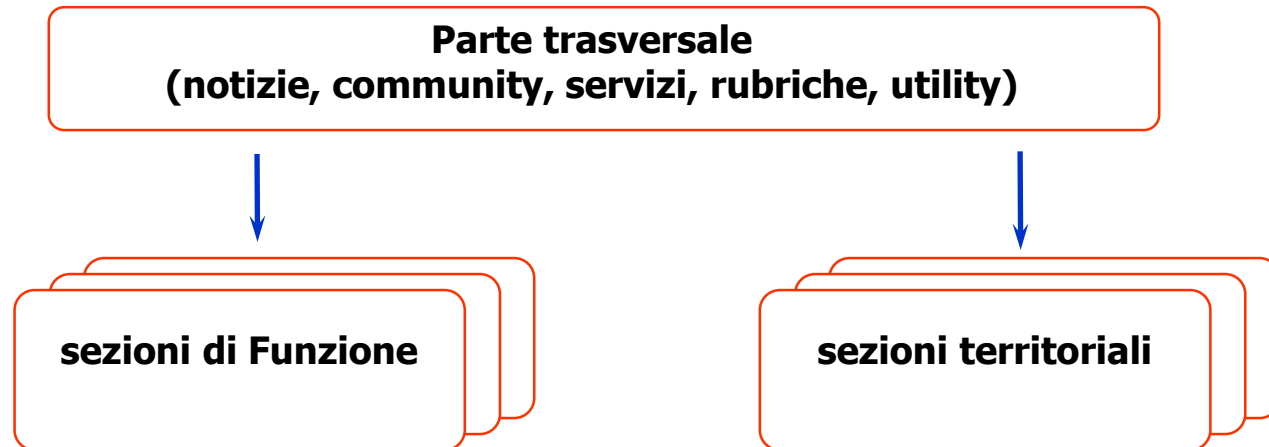 Parte trasversale
(notizie, community, servizi, rubriche, utility)
sezioni di Funzione
sezioni territoriali